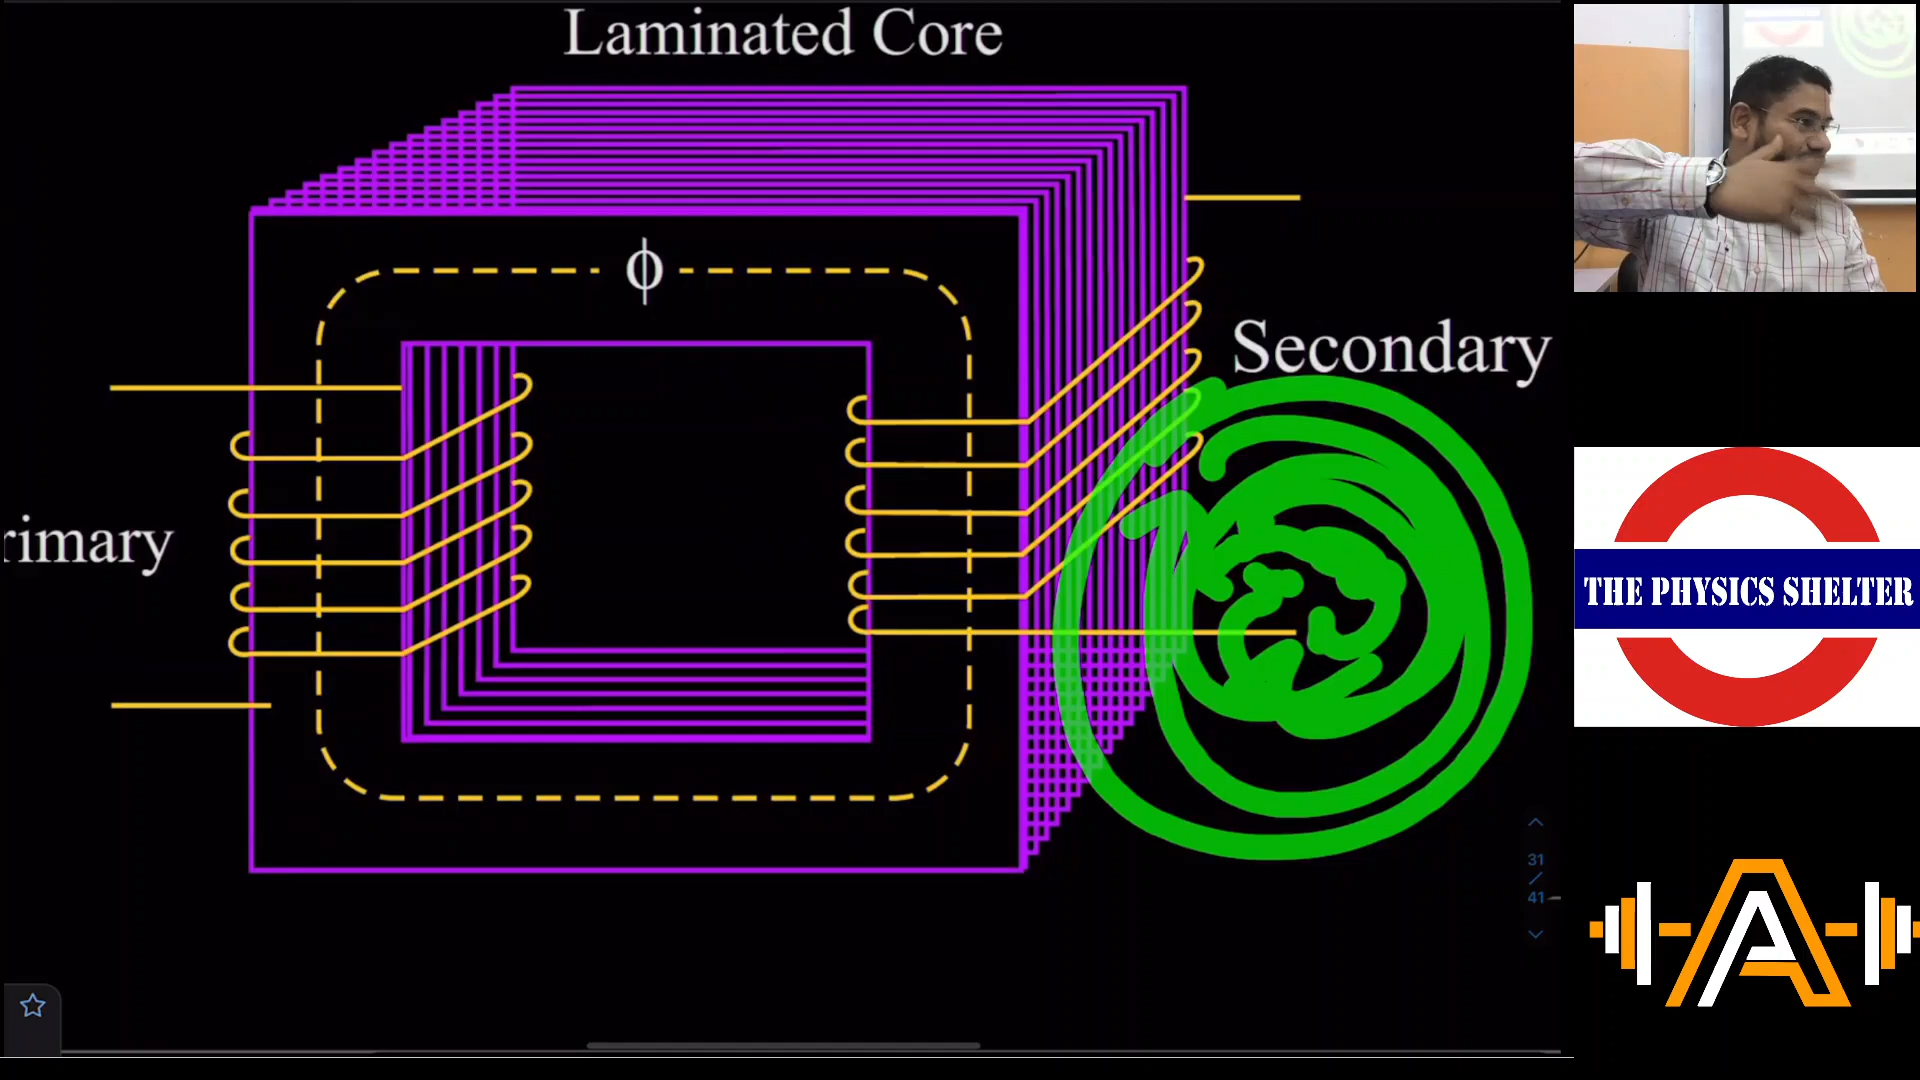 Laminated Core
ϕ
Secondary
rimary
THE PHYSICS SHELTER
31
/
41
A